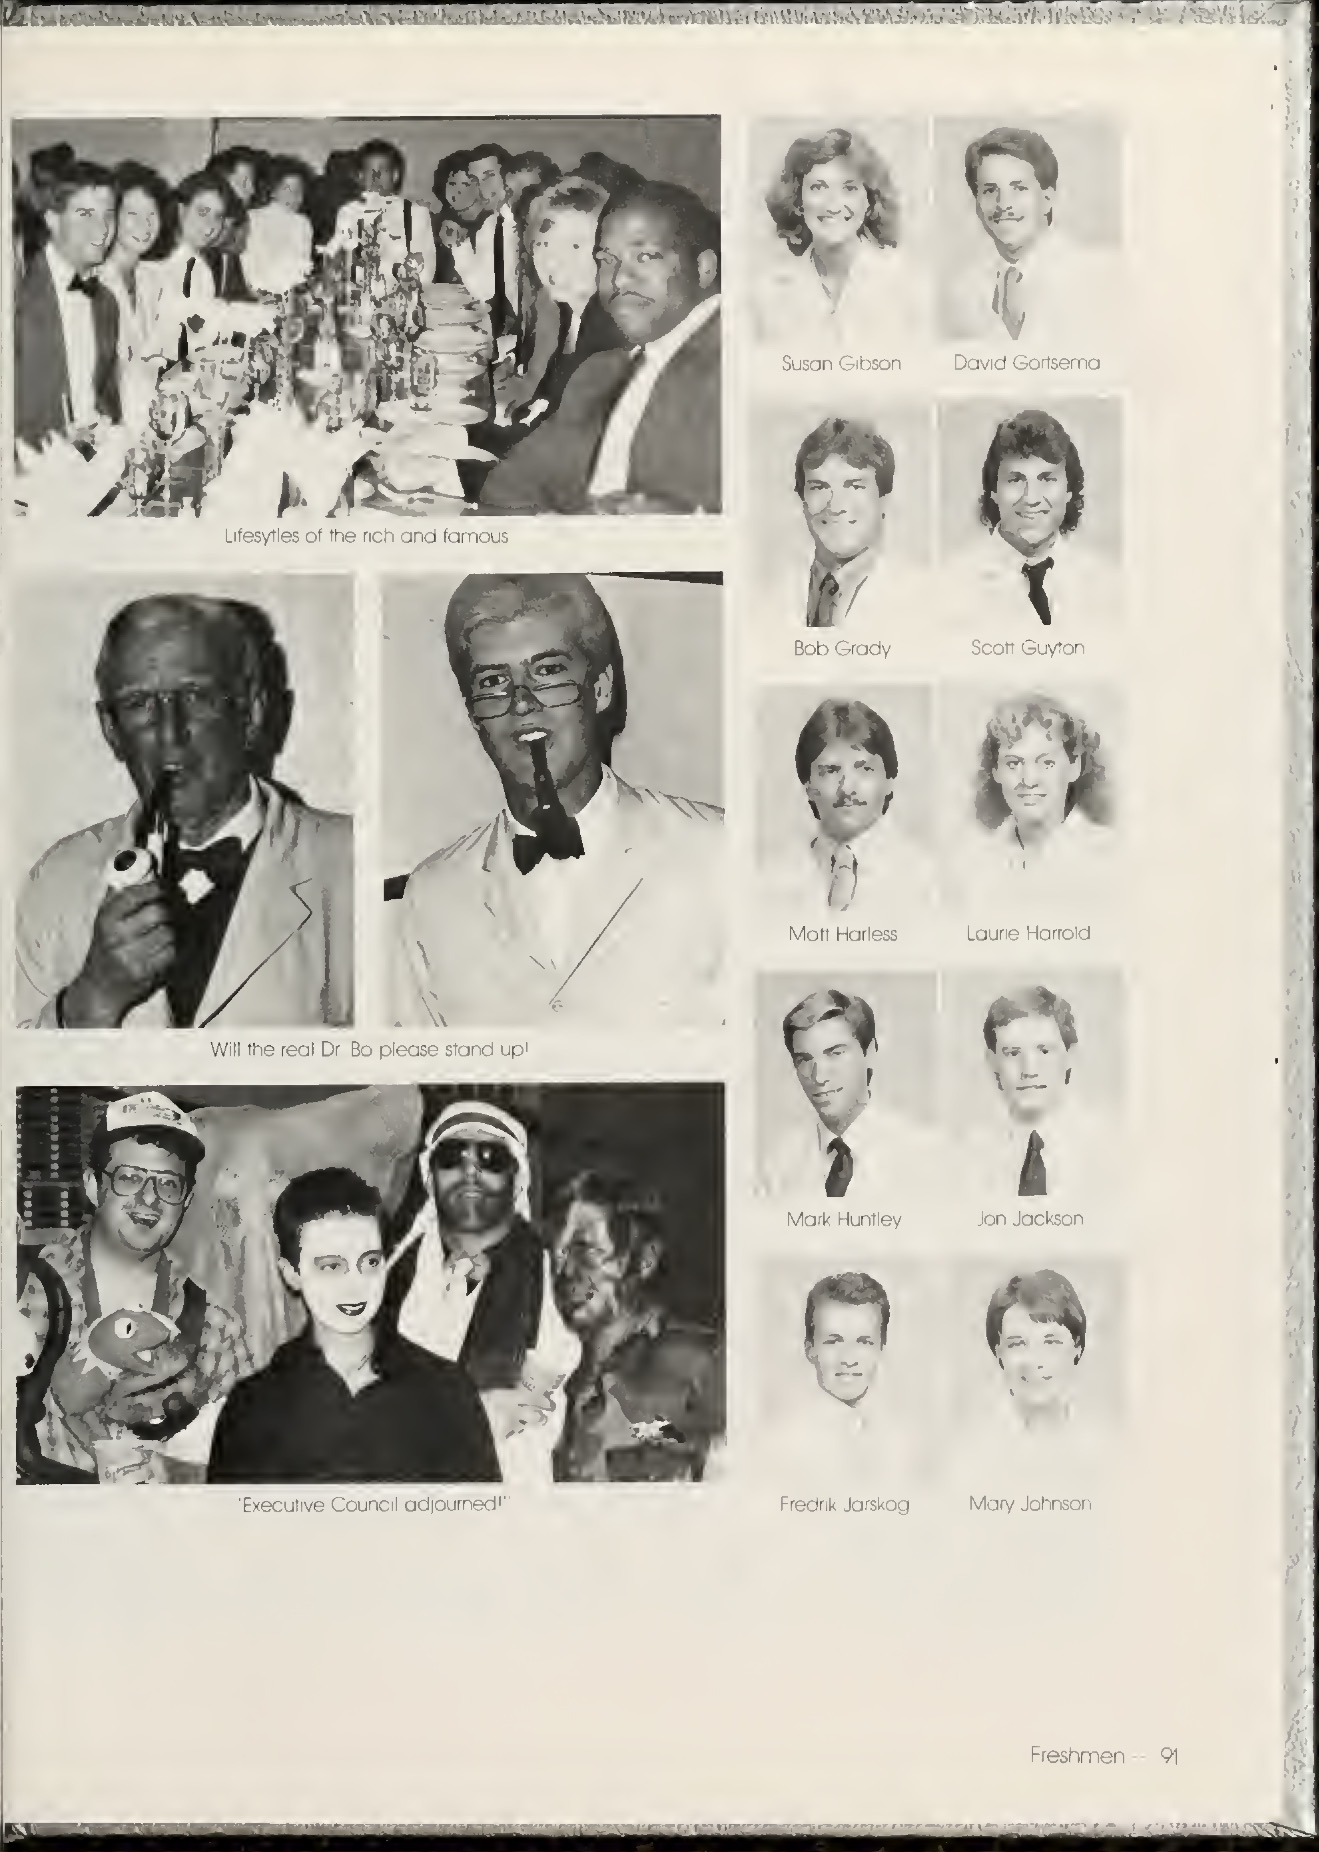 Lifesytles of the rich and famous
Will the real Dr. Bo please stand up!
'Executive Council adjourned!"
Susan Gibson
David Gortsema
Bob Grady
Scott Guyton
Mott Harless
Laurie Harrold
Mark Huntley
Jon Jackson
Fredrik Jarskog
Mary Johnson
Freshmen -- 91